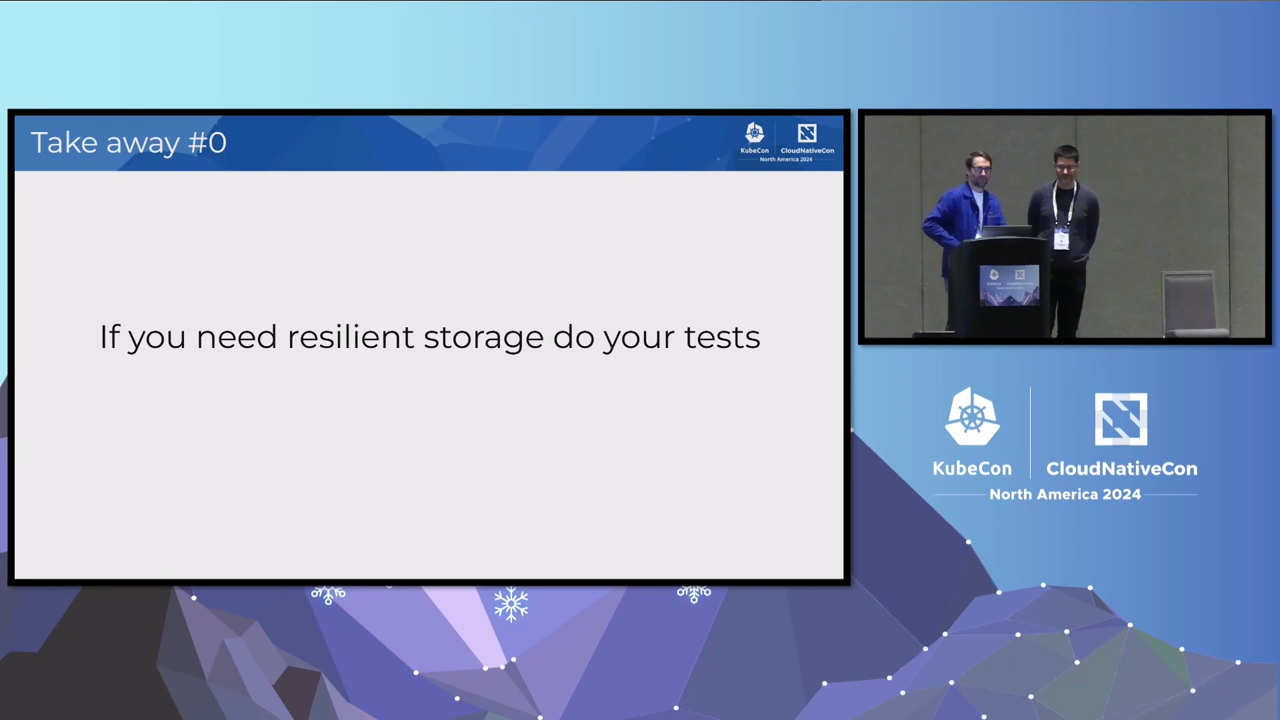 Take away #0
KubeCon
CloudNativeCon
North America 2024
If you need resilient storage do your tests
KubeCon
CloudNativeCon
North America 2024